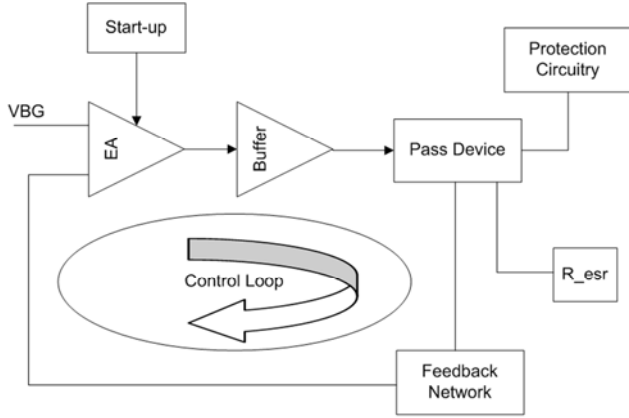 Start-up
Protection
Circuitry
VBG
EA
Buffer
Pass Device
Control Loop
R_esr
Feedback
Network